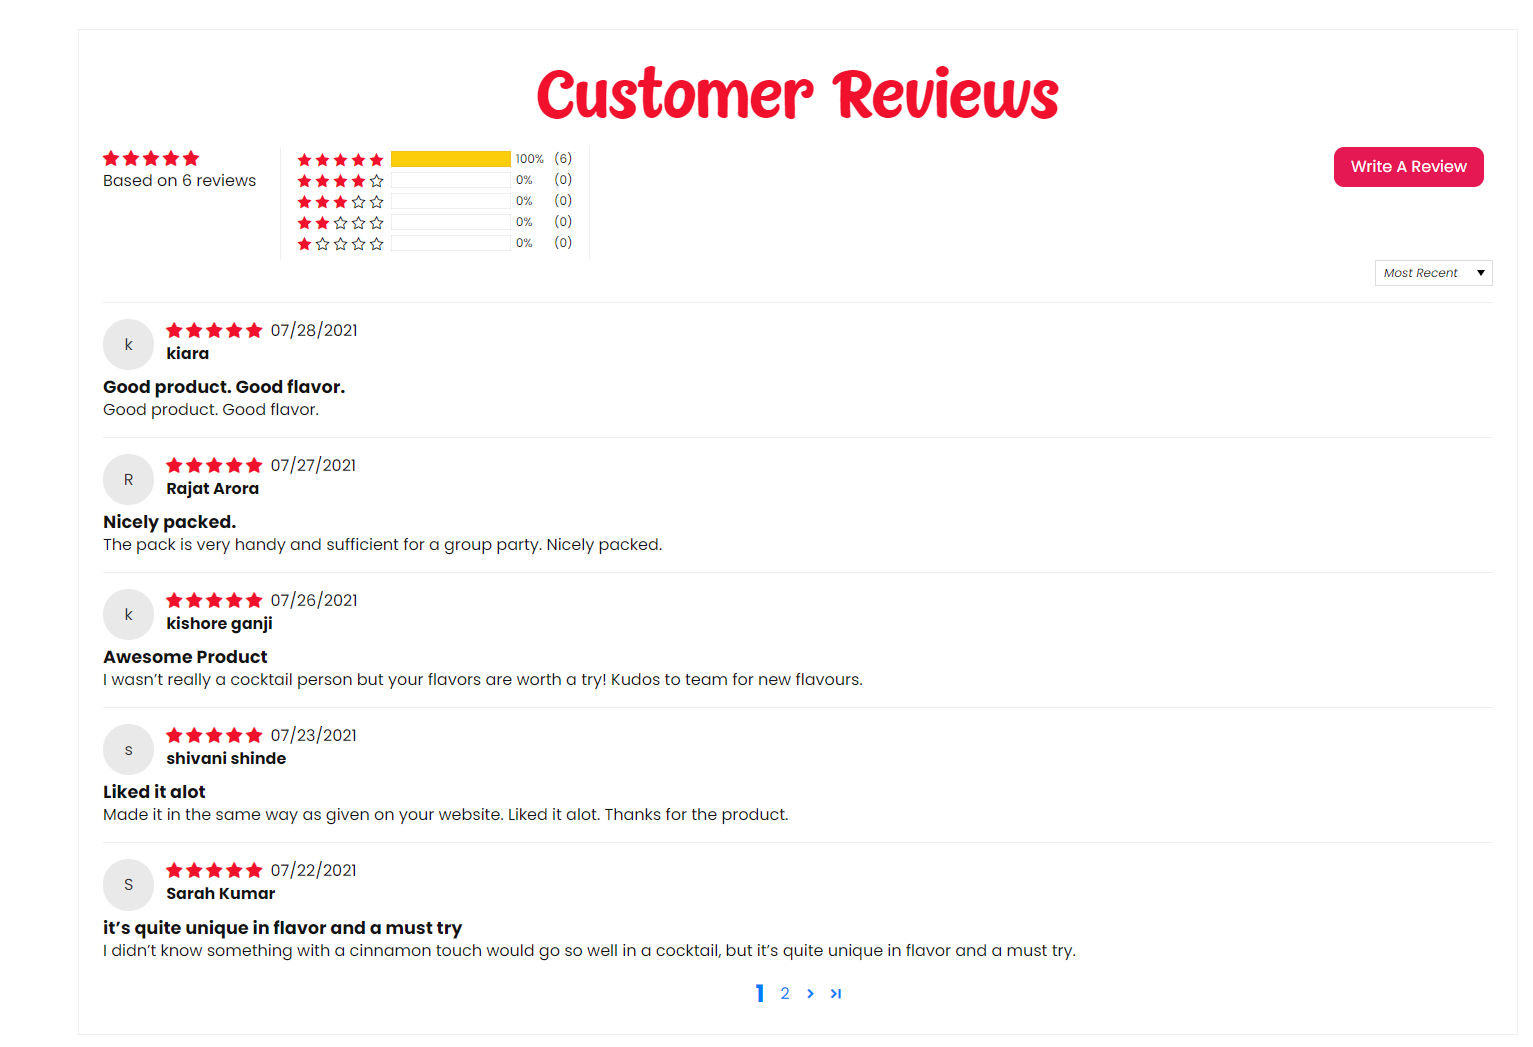 Customer Reviews
Based on 6 reviews
100% (6)
0% (0)
0% (0)
0% (0)
0% (0)
Write A Review
Most Recent
k
07/28/2021
kiara
Good product. Good flavor.
Good product. Good flavor.
R
07/27/2021
Rajat Arora
Nicely packed.
The pack is very handy and sufficient for a group party. Nicely packed.
k
07/26/2021
kishore ganji
Awesome Product
I wasn’t really a cocktail person but your flavors are worth a try! Kudos to team for new flavours.
s
07/23/2021
shivani shinde
Liked it alot
Made it in the same way as given on your website. Liked it alot. Thanks for the product.
S
07/22/2021
Sarah Kumar
it’s quite unique in flavor and a must try
I didn’t know something with a cinnamon touch would go so well in a cocktail, but it’s quite unique in flavor and a must try.
1 2